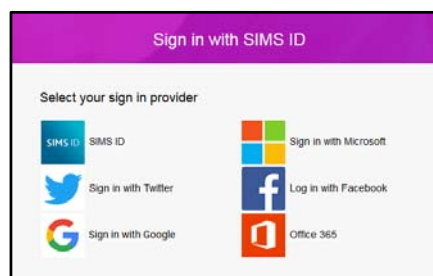 Sign in with SIMS ID
Select your sign in provider
SIMS ID SIMS ID
Sign in with Microsoft
Sign in with Twitter
Log in with Facebook
Sign in with Google
Office 365